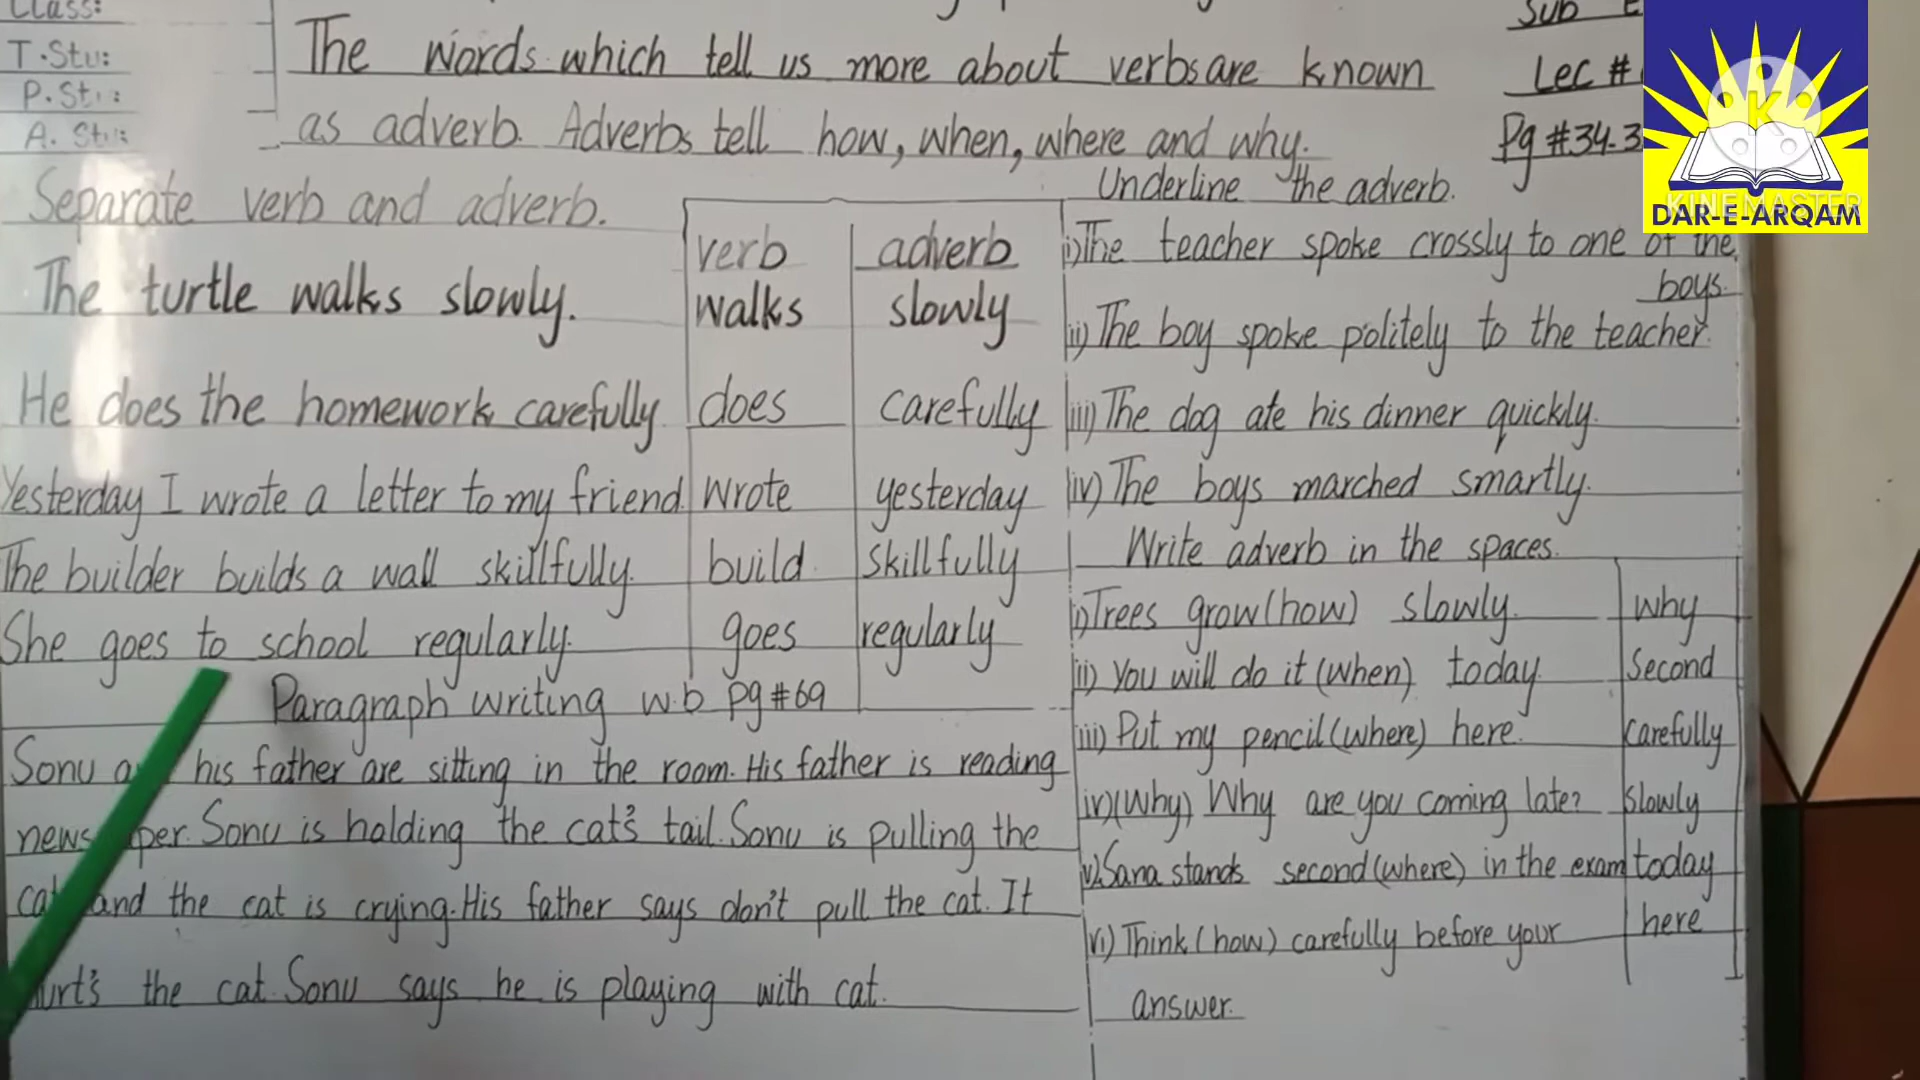 Class:
T.Stu:
P.Stu:
A.Stu:
The words which tell us more about verbs are known
as adverb. Adverbs tell how, when, where and why.
Sub
Lec #
Pg #34-3
KINEMASTER
DAR-E-ARQAM
Separate verb and adverb.
verb adverb
The turtle walks slowly. walks slowly
He does the homework carefully does carefully
Yesterday I wrote a letter to my friend. wrote yesterday
The builder builds a wall skillfully. build skillfully
She goes to school regularly. goes regularly
Paragraph writing w.b pg #69
Sonu his father are sitting in the room. His father is reading
news per. Sonu is holding the cat's tail. Sonu is pulling the
cat and the cat is crying. His father says don't pull the cat. It
hurt's the cat. Sonu says he is playing with cat.
Underline the adverb.
i) The teacher spoke crossly to one of the
boys.
ii) The boy spoke politely to the teacher.
iii) The dog ate his dinner quickly.
iv) The boys marched smartly.
Write adverb in the spaces.
i) Trees grow (how) slowly. why
ii) You will do it (when) today. Second
iii) Put my pencil (where) here. carefully
iv) (Why) Why are you coming late? slowly
v) Sana stands second (where) in the exam today
vi) Think (how) carefully before your here
answer.